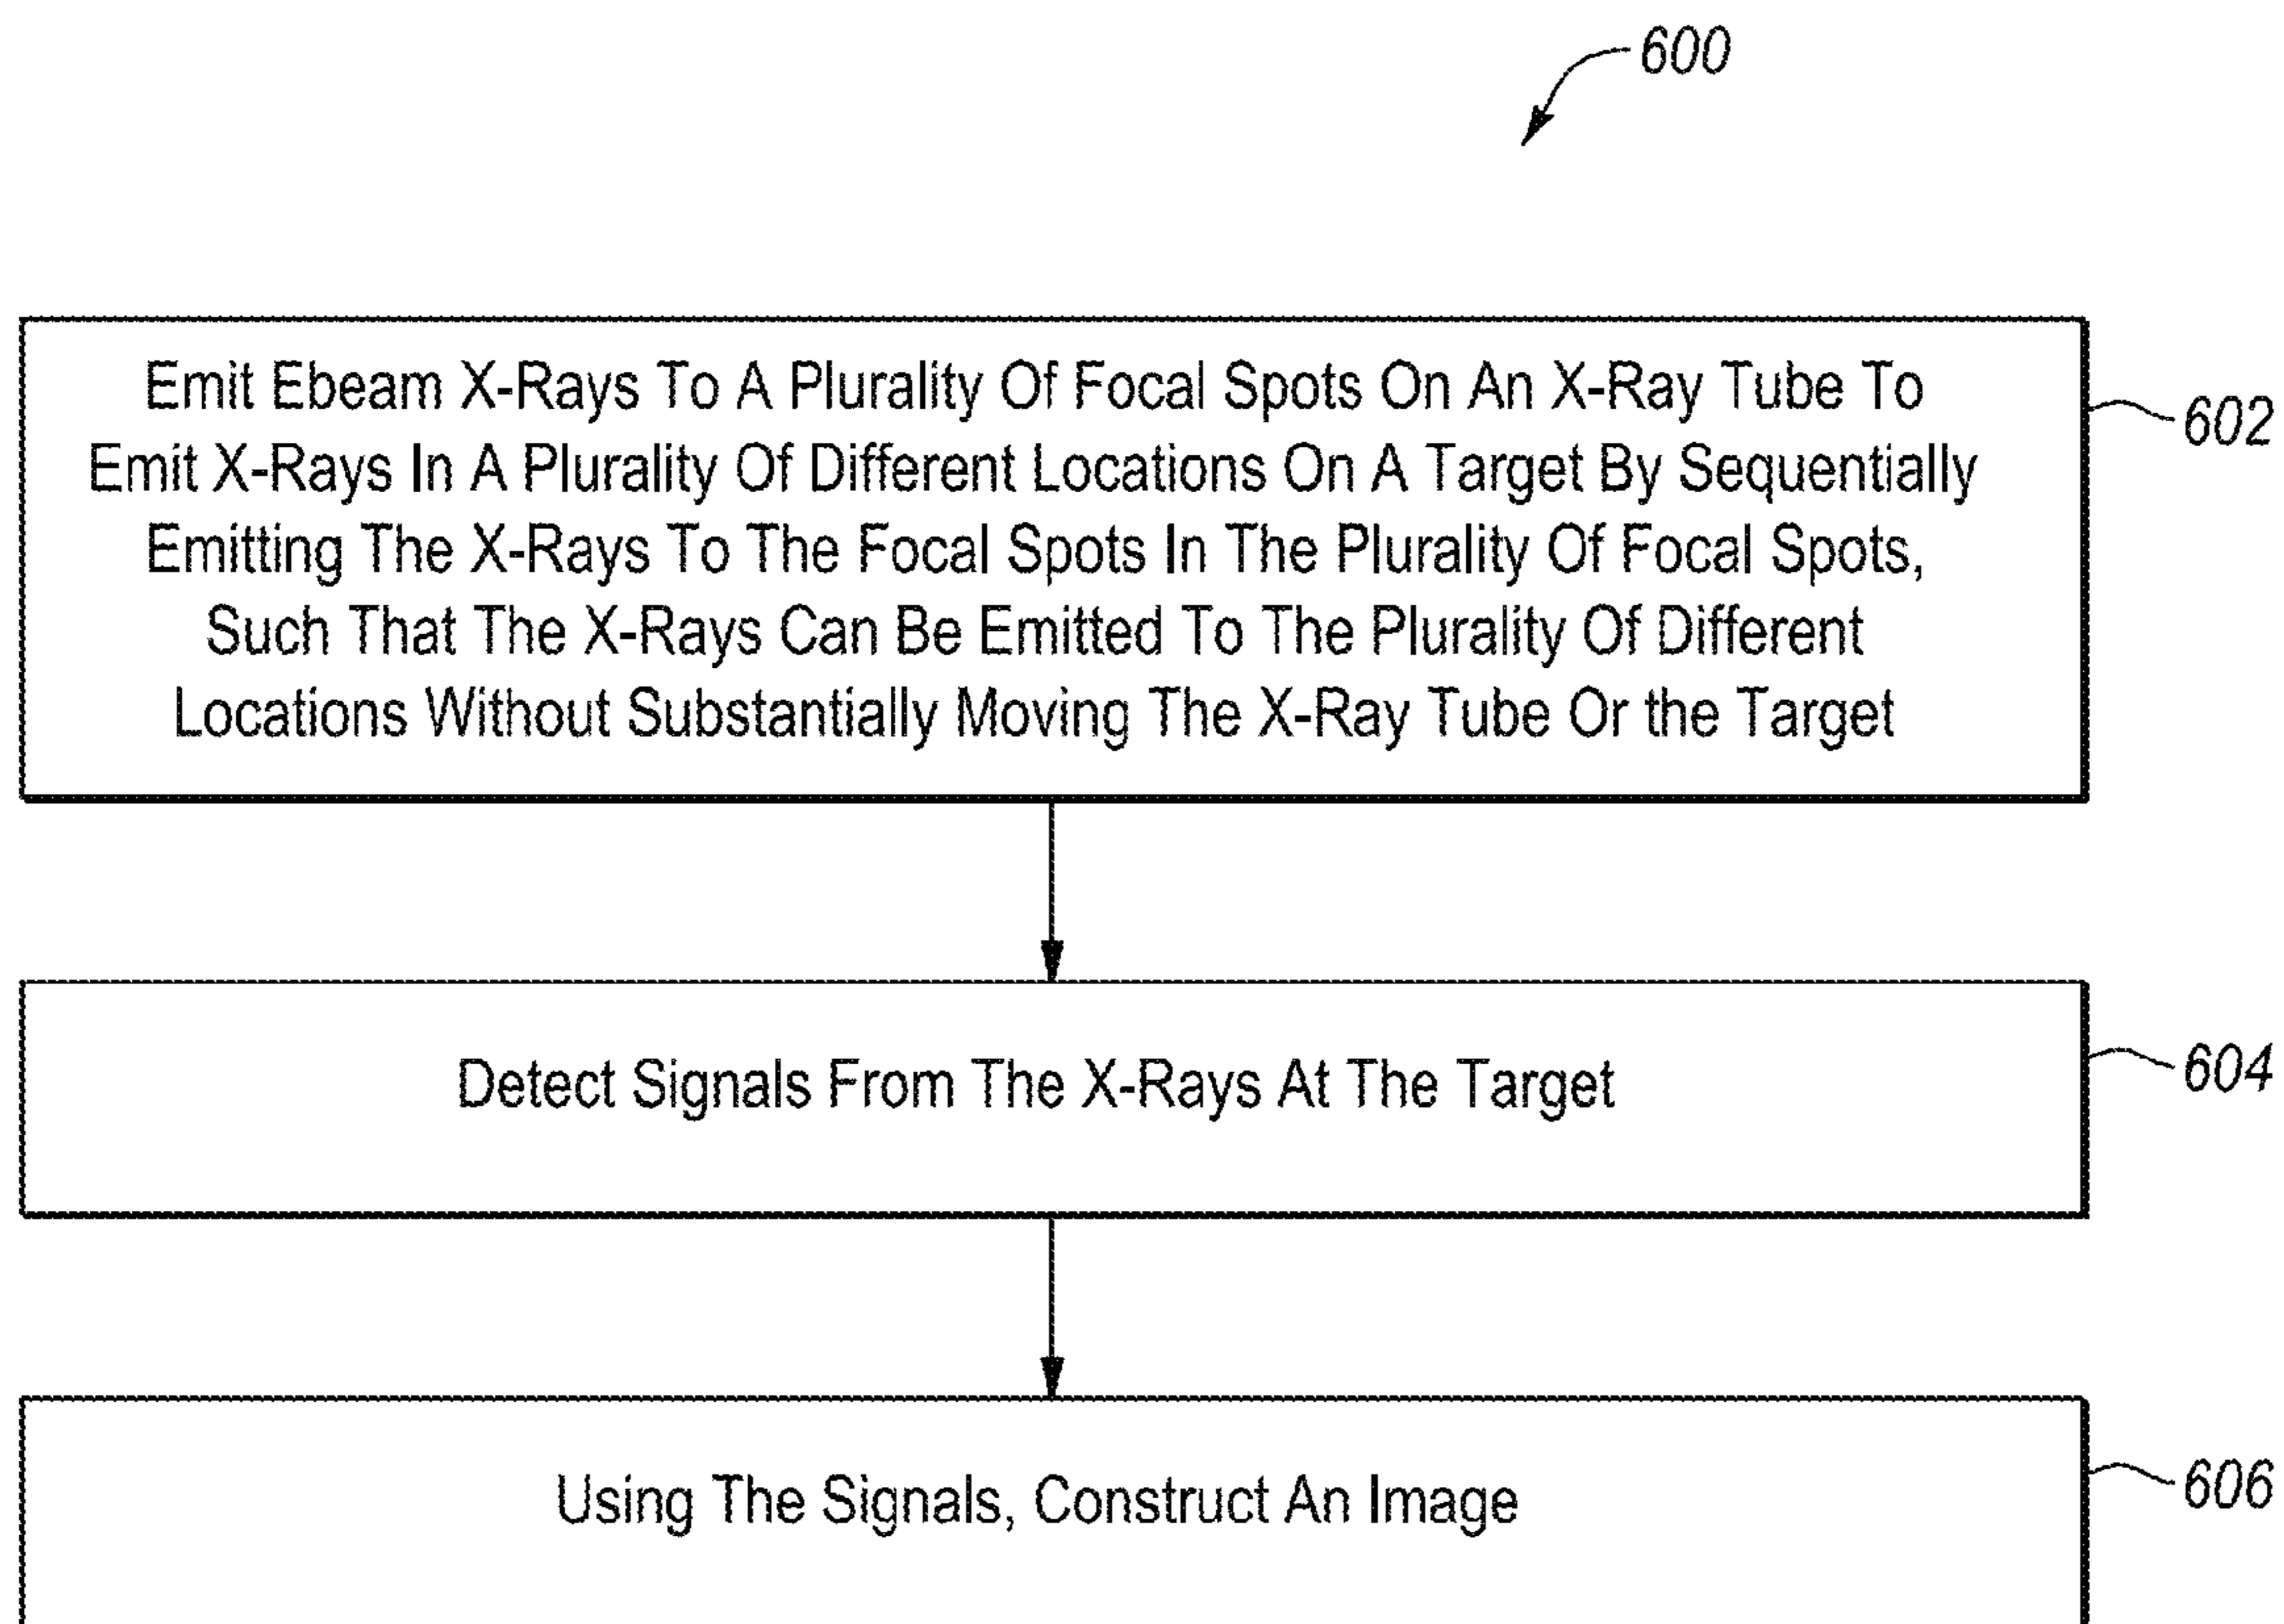 600
Emit Ebeam X-Rays To A Plurality Of Focal Spots On An X-Ray Tube To
Emit X-Rays In A Plurality Of Different Locations On A Target By Sequentially
Emitting The X-Rays To The Focal Spots In The Plurality Of Focal Spots,
Such That The X-Rays Can Be Emitted To The Plurality Of Different
Locations Without Substantially Moving The X-Ray Tube Or the Target
602
Detect Signals From The X-Rays At The Target
604
Using The Signals, Construct An Image
606